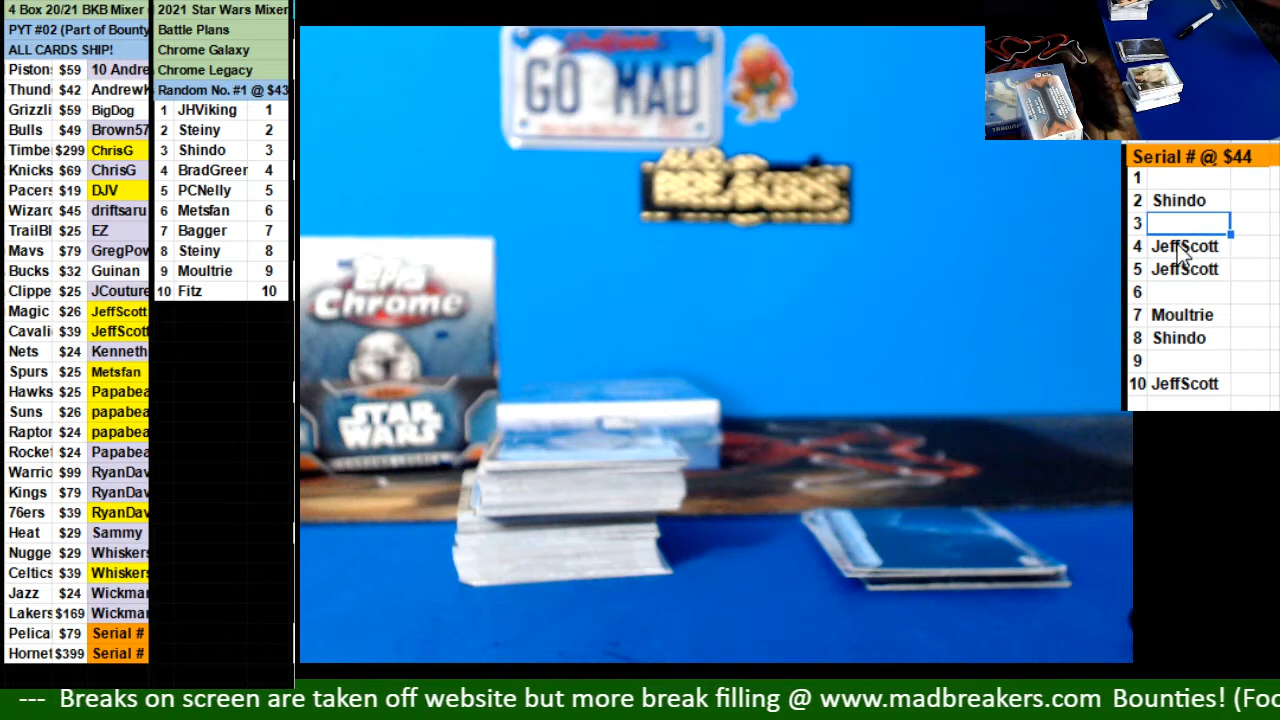 4 Box 20/21 BKB Mixer
PYT #02 (Part of Bounty
ALL CARDS SHIP!
Piston $59 10 Andre
Thund $42 AndrewK
Grizzli $59 BigDog
Bulls $49 Brown57
Timbe $299 ChrisG
Knicks $69 ChrisG
Pacers $19 DJV
Wizard $45 driftsaru
TrailBl $25 EZ
Mavs $79 GregPow
Bucks $32 Guinan
Clippe $25 JCouture
Magic $26 JeffScott
Cavali $39 JeffScott
Nets $24 Kenneth
Spurs $25 Metsfan
Hawks $25 Papabea
Suns $26 papabea
Raptor $24 papabea
Rocket $24 Papabea
Warrio $99 RyanDav
Kings $79 RyanDav
76ers $39 RyanDav
Heat $29 Sammy
Nugge $29 Whiskers
Celtics $39 Whiskers
Jazz $24 Wickmar
Lakers $169 Wickmar
Pelica $79 Serial #
Hornet $399 Serial #
2021 Star Wars Mixer
Battle Plans
Chrome Galaxy
Chrome Legacy
Random No. #1 @ $43
1 JHViking 1
2 Steiny 2
3 Shindo 3
4 BradGreer 4
5 PCNelly 5
6 Metsfan 6
7 Bagger 7
8 Steiny 8
9 Moultrie 9
10 Fitz 10
GO MAD
MAD
BREAKERS
Topps
Chrome
STAR
WARS
Serial # @ $44
1
2 Shindo
3
4 JeffScott
5 JeffScott
6
7 Moultrie
8 Shindo
9
10 JeffScott
--- Breaks on screen are taken off website but more break filling @ www.madbreakers.com Bounties! (Foo